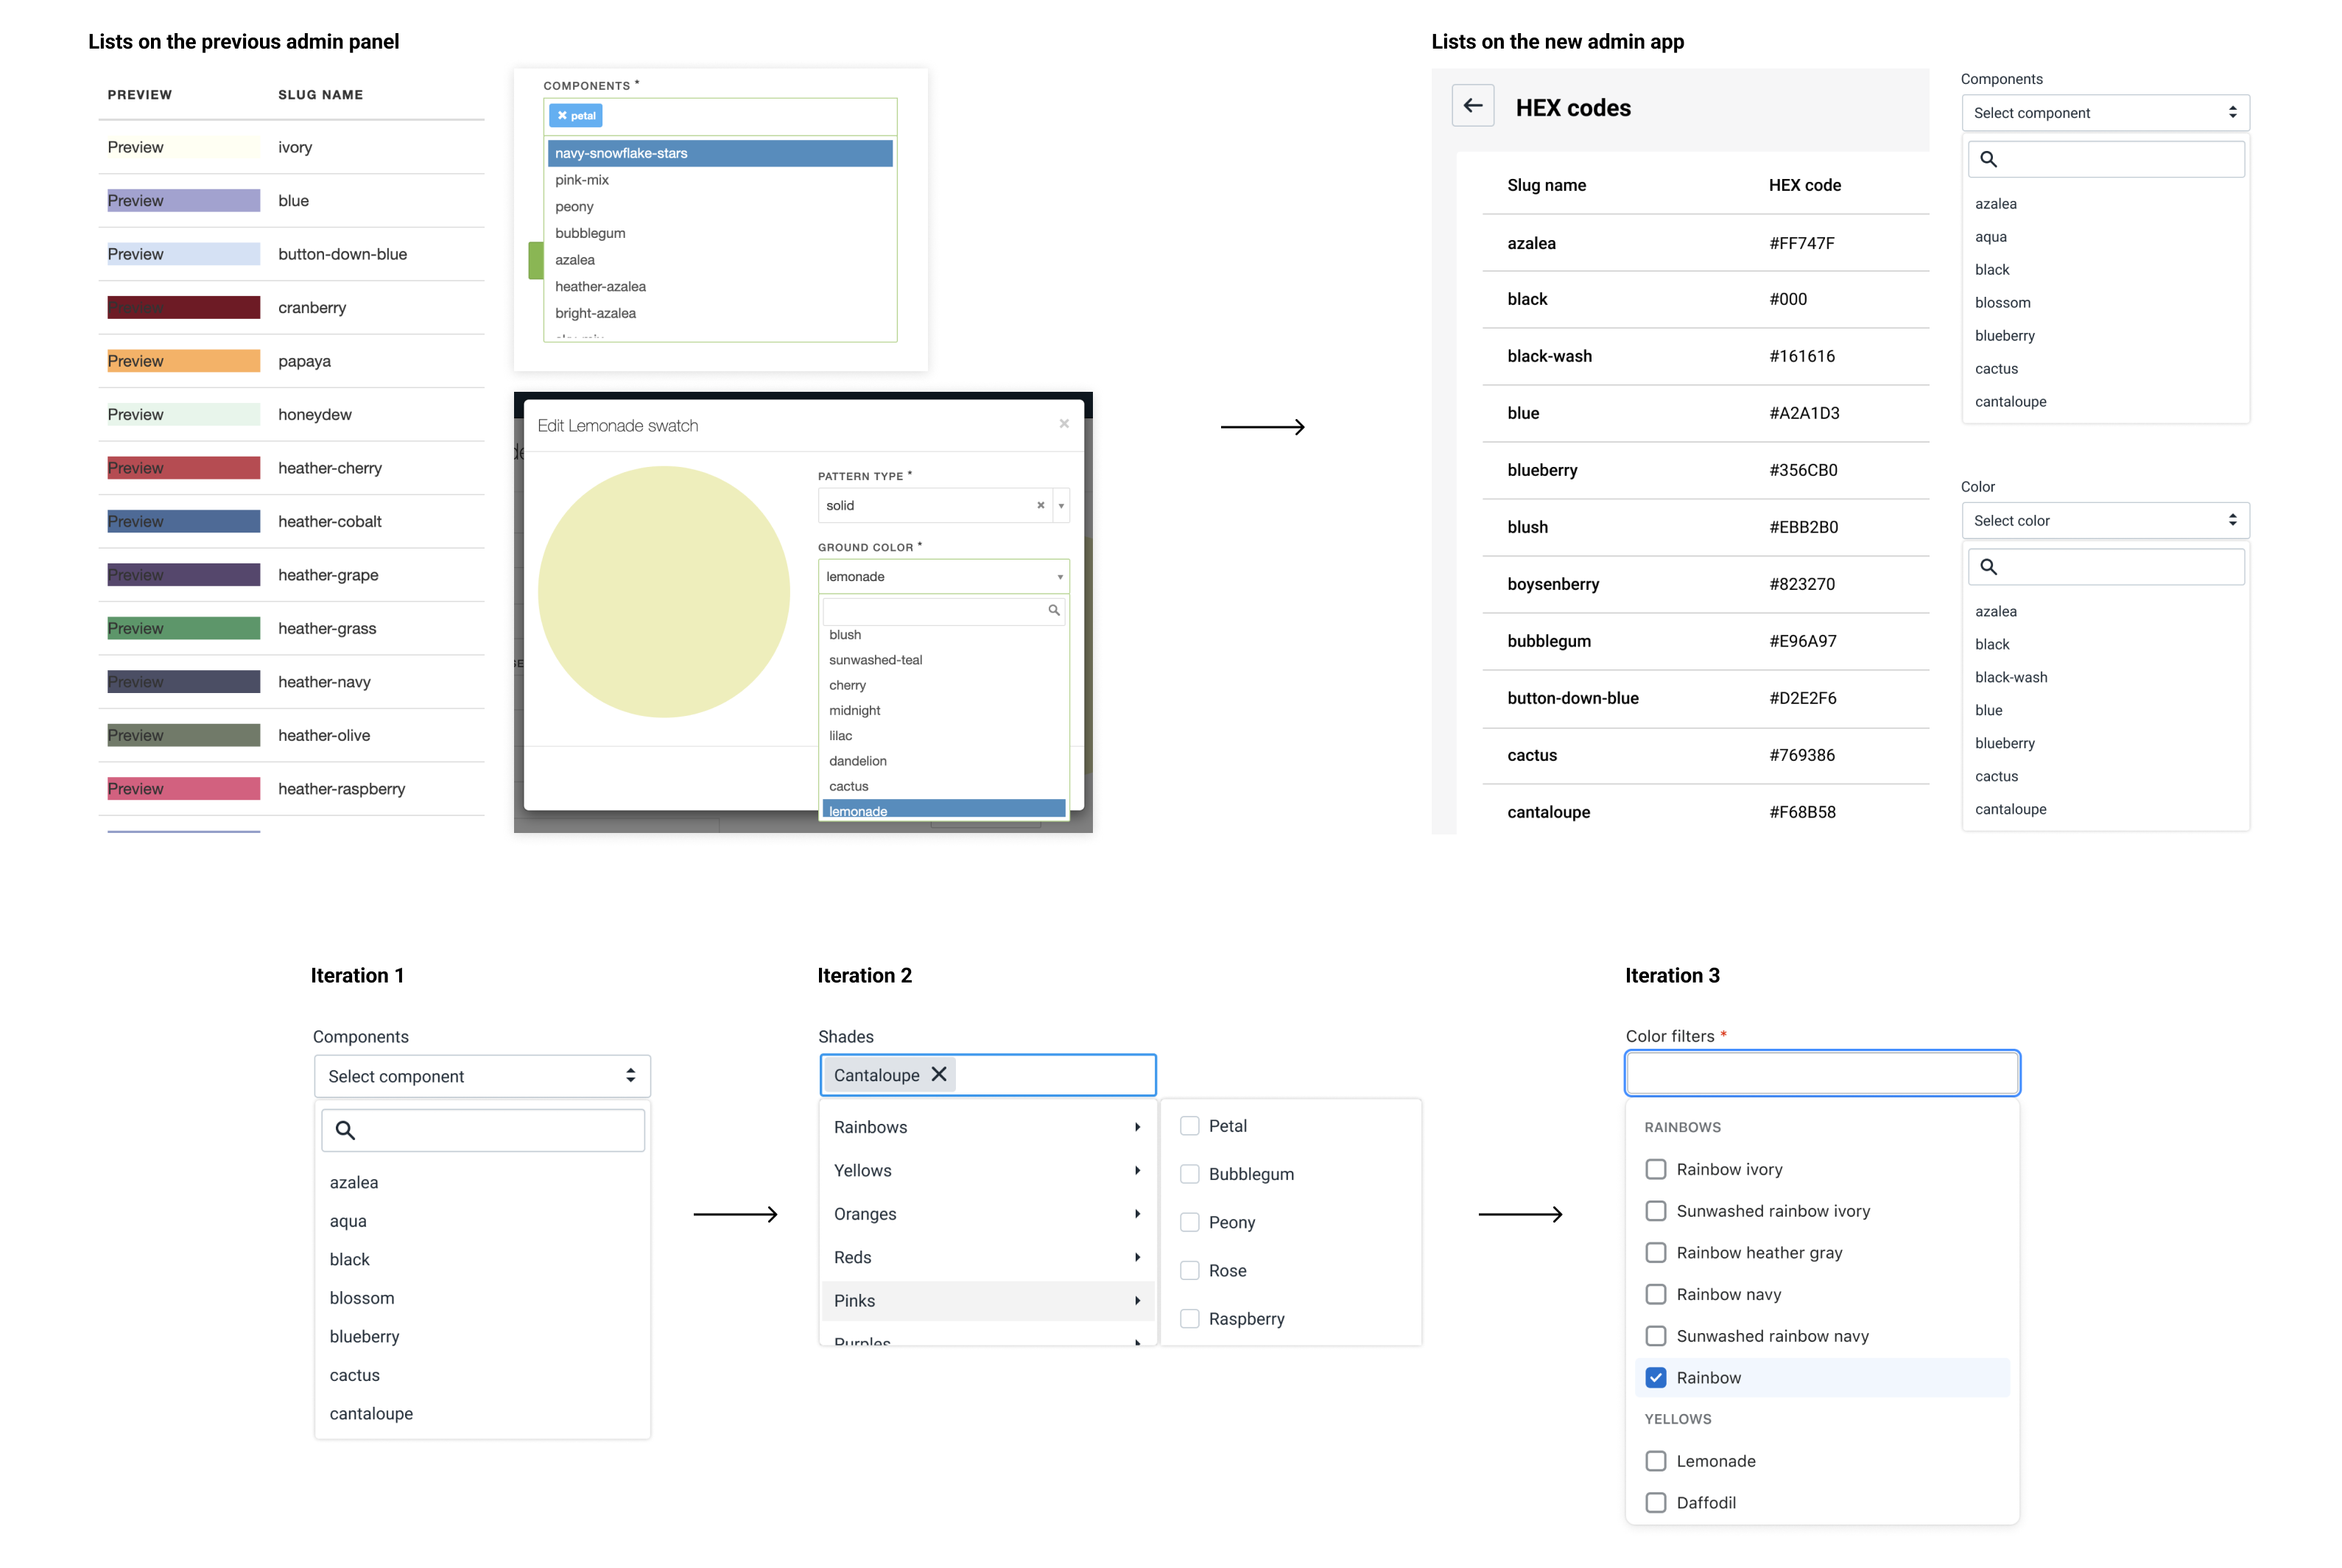 Lists on the previous admin panel
PREVIEW SLUG NAME
Preview ivory
Preview blue
Preview button-down-blue
Preview cranberry
Preview papaya
Preview honeydew
Preview heather-cherry
Preview heather-cobalt
Preview heather-grape
Preview heather-grass
Preview heather-navy
Preview heather-olive
Preview heather-raspberry
COMPONENTS *
petal
navy-snowflake-stars
pink-mix
peony
bubblegum
azalea
heather-azalea
bright-azalea
Edit Lemonade swatch
PATTERN TYPE *
solid
GROUND COLOR *
lemonade
blush
sunwashed-teal
cherry
midnight
lilac
dandelion
cactus
lemonade
Lists on the new admin app
HEX codes
Slug name HEX code
azalea #FF747F
black #000
black-wash #161616
blue #A2A1D3
blueberry #356CB0
blush #EBB2B0
boysenberry #823270
bubblegum #E96A97
button-down-blue #D2E2F6
cactus #769386
cantaloupe #F68B58
Components
Select component
azalea
aqua
black
blossom
blueberry
cactus
cantaloupe
Color
Select color
azalea
black
black-wash
blue
blueberry
cactus
cantaloupe
Iteration 1
Components
Select component
azalea
aqua
black
blossom
blueberry
cactus
cantaloupe
Iteration 2
Shades
Cantaloupe
Rainbows
Yellows
Oranges
Reds
Pinks
Purples
Petal
Bubblegum
Peony
Rose
Raspberry
Iteration 3
Color filters *
RAINBOWS
Rainbow ivory
Sunwashed rainbow ivory
Rainbow heather gray
Rainbow navy
Sunwashed rainbow navy
Rainbow
YELLOWS
Lemonade
Daffodil